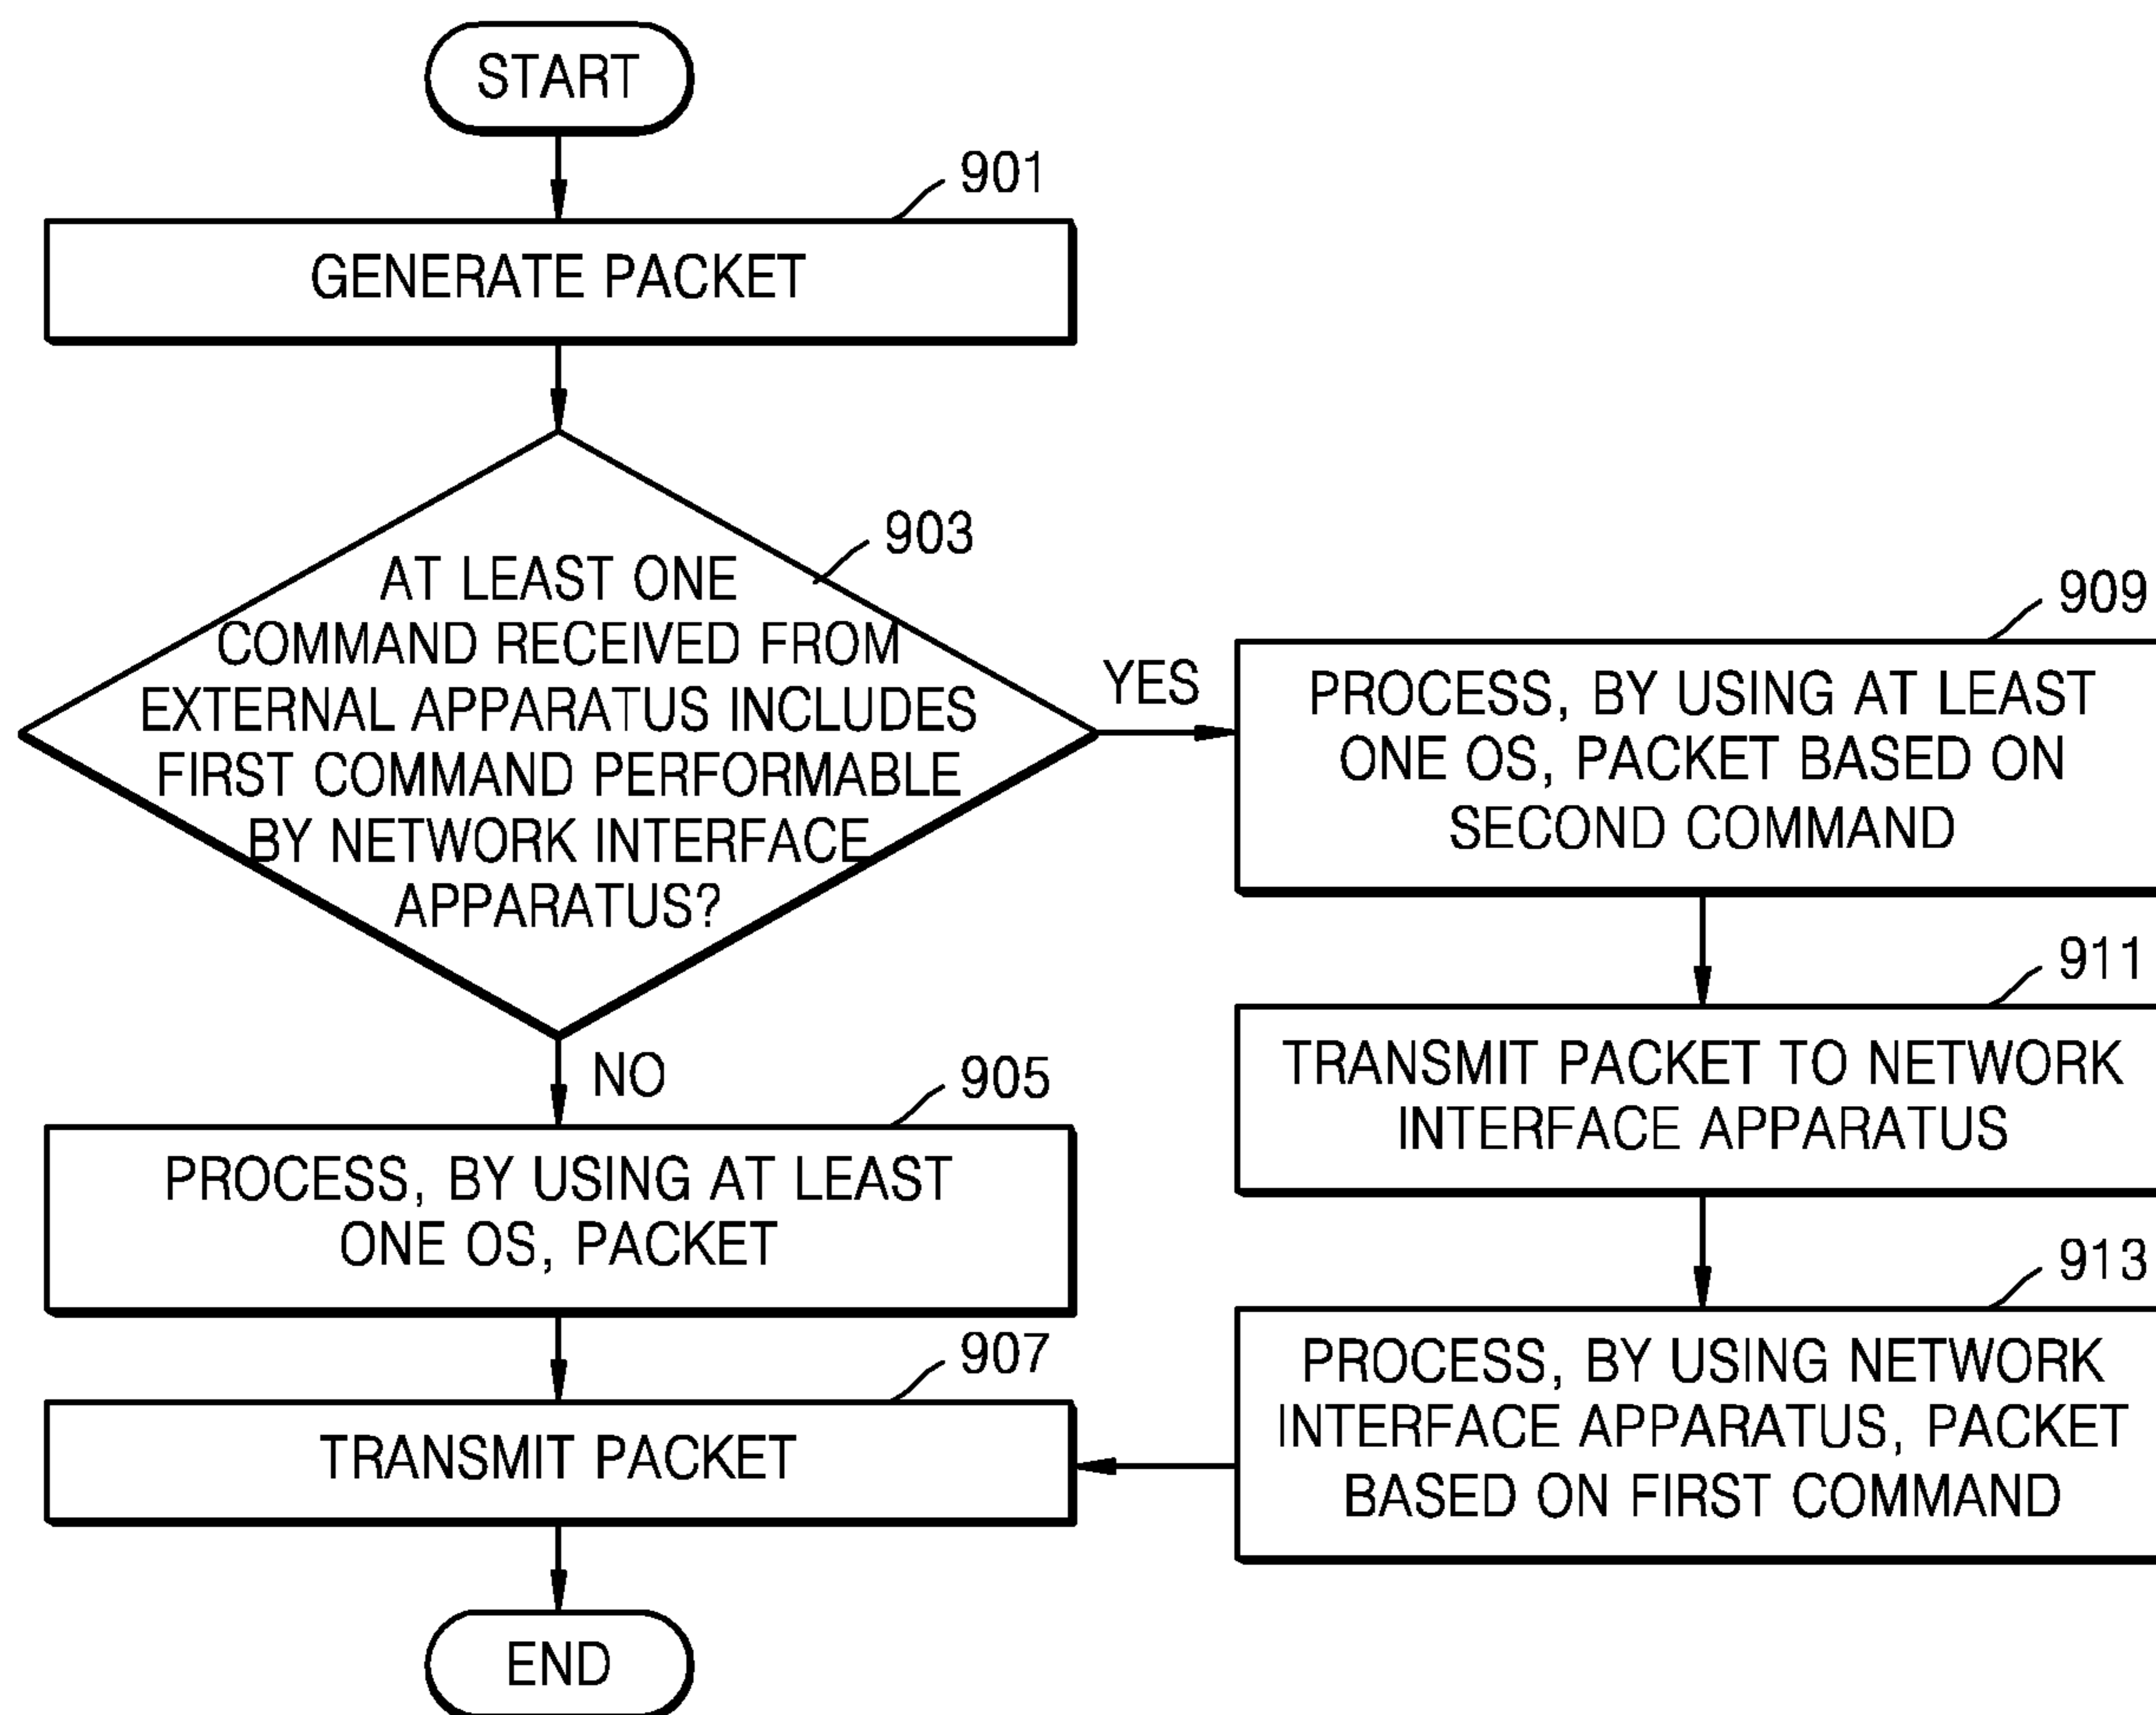 START
901
GENERATE PACKET
903
AT LEAST ONE
COMMAND RECEIVED FROM
EXTERNAL APPARATUS INCLUDES
FIRST COMMAND PERFORMABLE
BY NETWORK INTERFACE
APPARATUS?
YES
NO
905
PROCESS, BY USING AT LEAST
ONE OS, PACKET
907
TRANSMIT PACKET
END
909
PROCESS, BY USING AT LEAST
ONE OS, PACKET BASED ON
SECOND COMMAND
911
TRANSMIT PACKET TO NETWORK
INTERFACE APPARATUS
913
PROCESS, BY USING NETWORK
INTERFACE APPARATUS, PACKET
BASED ON FIRST COMMAND